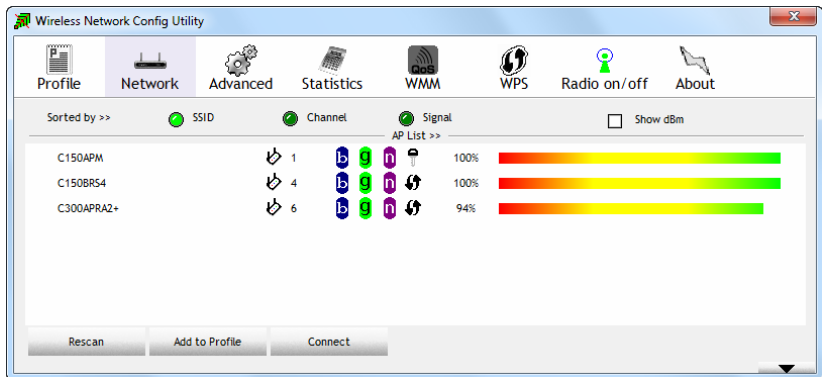 Wireless Network Config Utility
Profile Network Advanced Statistics QoS WMM WPS Radio on/off About
Sorted by >> SSID Channel Signal Show dBm
AP List >>
C150APM 1 b g n 100%
C150BRS4 4 b g n 100%
C300APRA2+ 6 b g n 94%
Rescan Add to Profile Connect